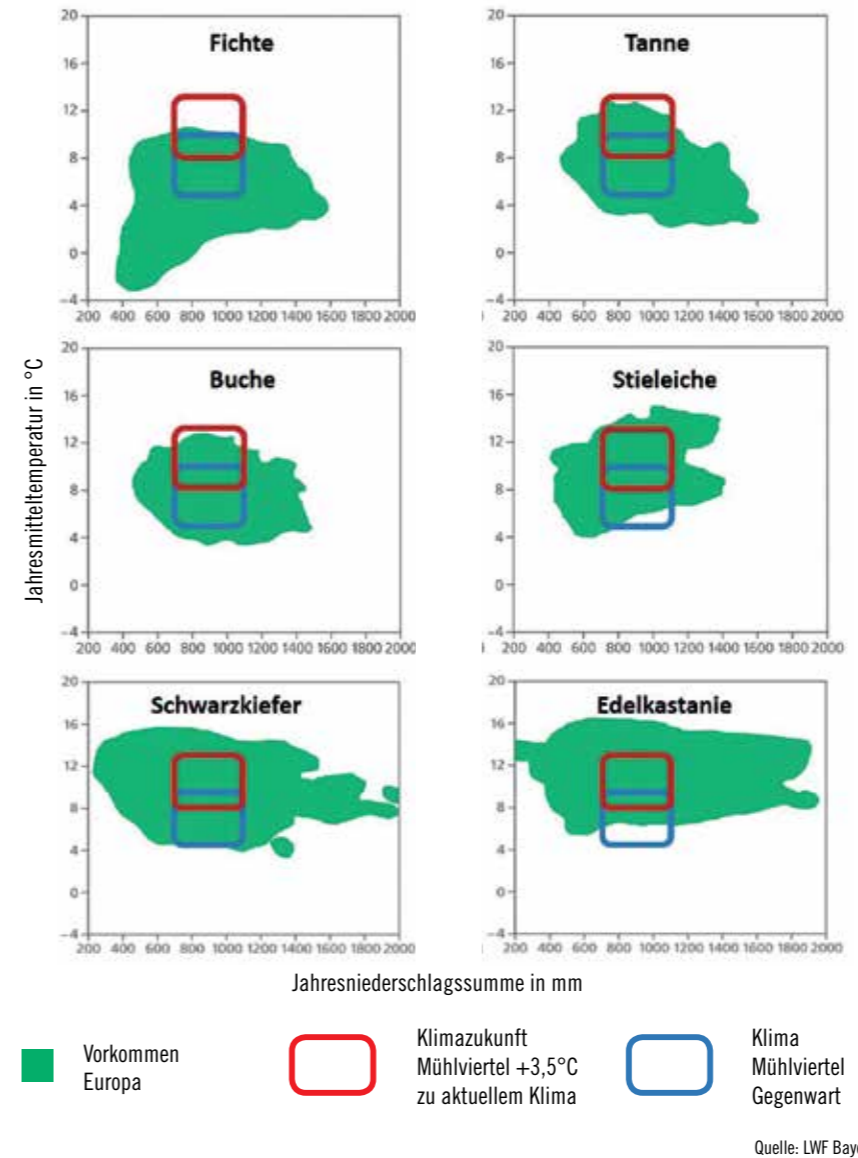 Fichte
20
16
12
8
4
0
−4
200 400 600 800 1000 1200 1400 1600 1800 2000
Tanne
20
16
12
8
4
0
−4
200 400 600 800 1000 1200 1400 1600 1800 2000
Jahresmitteltemperatur in °C
Buche
20
16
12
8
4
0
−4
200 400 600 800 1000 1200 1400 1600 1800 2000
Stieleiche
20
16
12
8
4
0
−4
200 400 600 800 1000 1200 1400 1600 1800 2000
Schwarzkiefer
20
16
12
8
4
0
−4
200 400 600 800 1000 1200 1400 1600 1800 2000
Edelkastanie
20
16
12
8
4
0
−4
200 400 600 800 1000 1200 1400 1600 1800 2000
Jahresniederschlagssumme in mm
Vorkommen
Europa
Klimazukunft
Mühlviertel +3,5°C
zu aktuellem Klima
Klima
Mühlviertel
Gegenwart
Quelle: LWF Baye